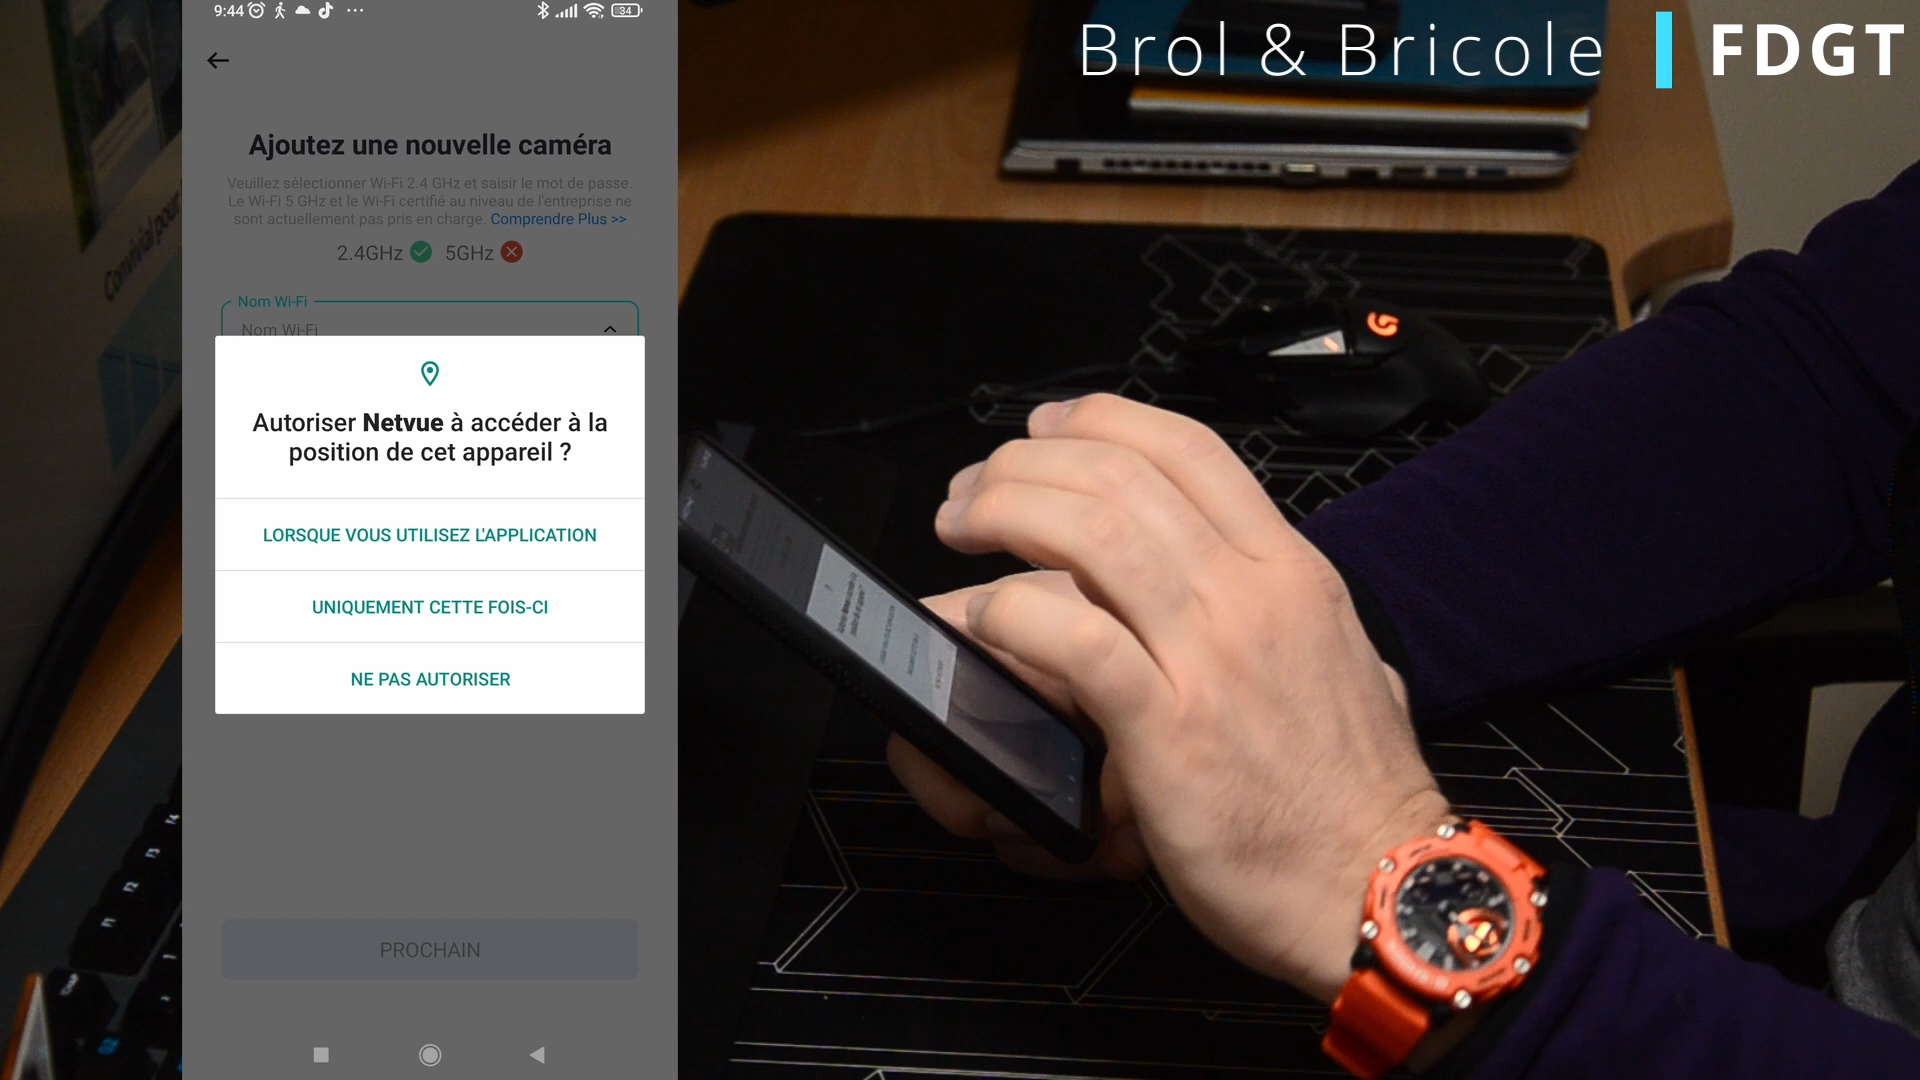 Brol & Bricole | FDGT
9:44
34
Ajoutez une nouvelle caméra
Veuillez sélectionner Wi-Fi 2.4 GHz et saisir le mot de passe.
Le Wi-Fi 5 GHz et le Wi-Fi certifié au niveau de l'entreprise ne
sont actuellement pas pris en charge. Comprendre Plus >>
2.4GHz 5GHz
Nom Wi-Fi
Nom Wi-Fi
Autoriser Netvue à accéder à la
position de cet appareil ?
LORSQUE VOUS UTILISEZ L'APPLICATION
UNIQUEMENT CETTE FOIS-CI
NE PAS AUTORISER
PROCHAIN
Convivial pour